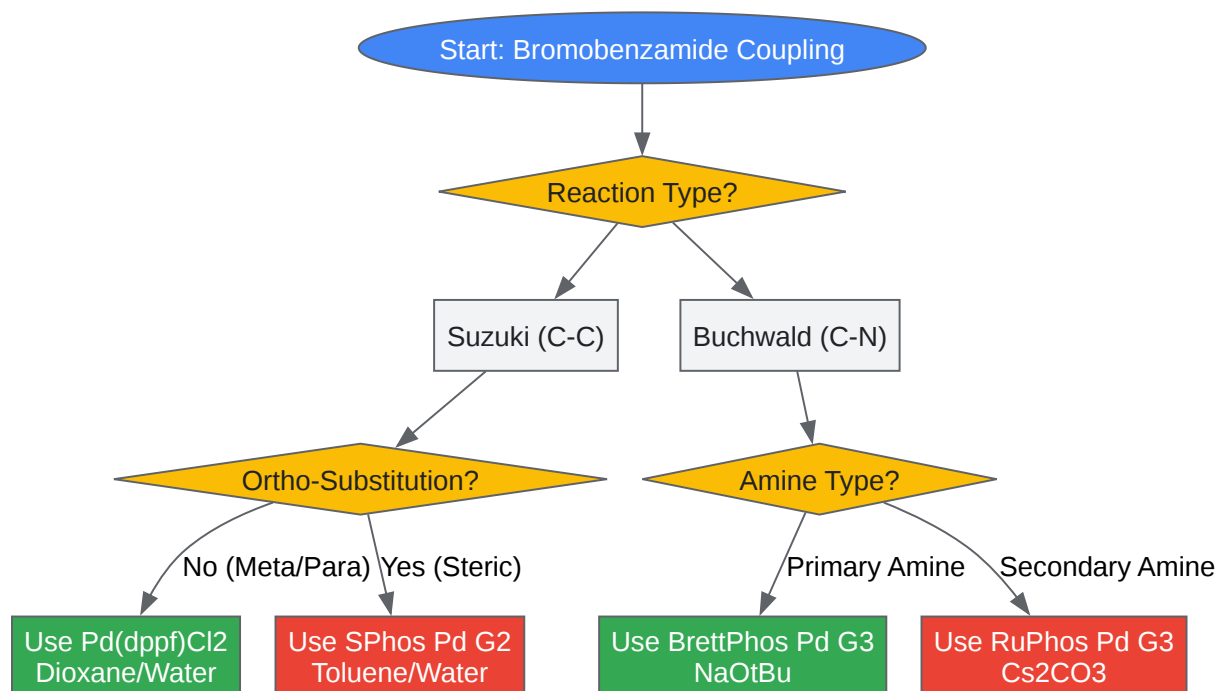 Start: Bromobenzamide Coupling
Reaction Type?
Suzuki (C-C)
Buchwald (C-N)
Ortho-Substitution?
Amine Type?
No (Meta/Para)
Yes (Steric)
Primary Amine
Secondary Amine
Use Pd(dppf)Cl2
Dioxane/Water
Use SPhos Pd G2
Toluene/Water
Use BrettPhos Pd G3
NaOtBu
Use RuPhos Pd G3
Cs2CO3